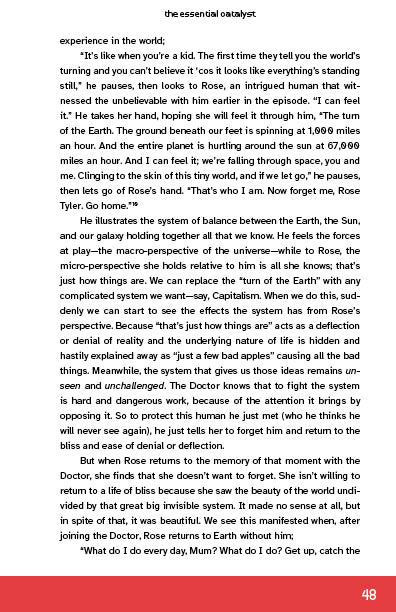 the essential catalyst
experience in the world;
“It’s like when you’re a kid. The first time they tell you the world’s
turning and you can’t believe it ‘cos it looks like everything’s standing
still,” he pauses, then looks to Rose, an intrigued human that wit-
nessed the unbelievable with him earlier in the episode. “I can feel
it.” He takes her hand, hoping she will feel it through him, “The turn
of the Earth. The ground beneath our feet is spinning at 1,000 miles
an hour. And the entire planet is hurtling around the sun at 67,000
miles an hour. And I can feel it; we’re falling through space, you and
me. Clinging to the skin of this tiny world, and if we let go,” he pauses,
then lets go of Rose’s hand. “That’s who I am. Now forget me, Rose
Tyler. Go home.”¹⁹
He illustrates the system of balance between the Earth, the Sun,
and our galaxy holding together all that we know. He feels the forces
at play—the macro-perspective of the universe—while to Rose, the
micro-perspective she holds relative to him is all she knows; that’s
just how things are. We can replace the “turn of the Earth” with any
complicated system we want—say, Capitalism. When we do this, sud-
denly we can start to see the effects the system has from Rose’s
perspective. Because “that’s just how things are” acts as a deflection
or denial of reality and the underlying nature of life is hidden and
hastily explained away as “just a few bad apples” causing all the bad
things. Meanwhile, the system that gives us those ideas remains un-
seen and unchallenged. The Doctor knows that to fight the system
is hard and dangerous work, because of the attention it brings by
opposing it. So to protect this human he just met (who he thinks he
will never see again), he just tells her to forget him and return to the
bliss and ease of denial or deflection.
But when Rose returns to the memory of that moment with the
Doctor, she finds that she doesn’t want to forget. She isn’t willing to
return to a life of bliss because she saw the beauty of the world undi-
vided by that great big invisible system. It made no sense at all, but
in spite of that, it was beautiful. We see this manifested when, after
joining the Doctor, Rose returns to Earth without him;
“What do I do every day, Mum? What do I do? Get up, catch the
48